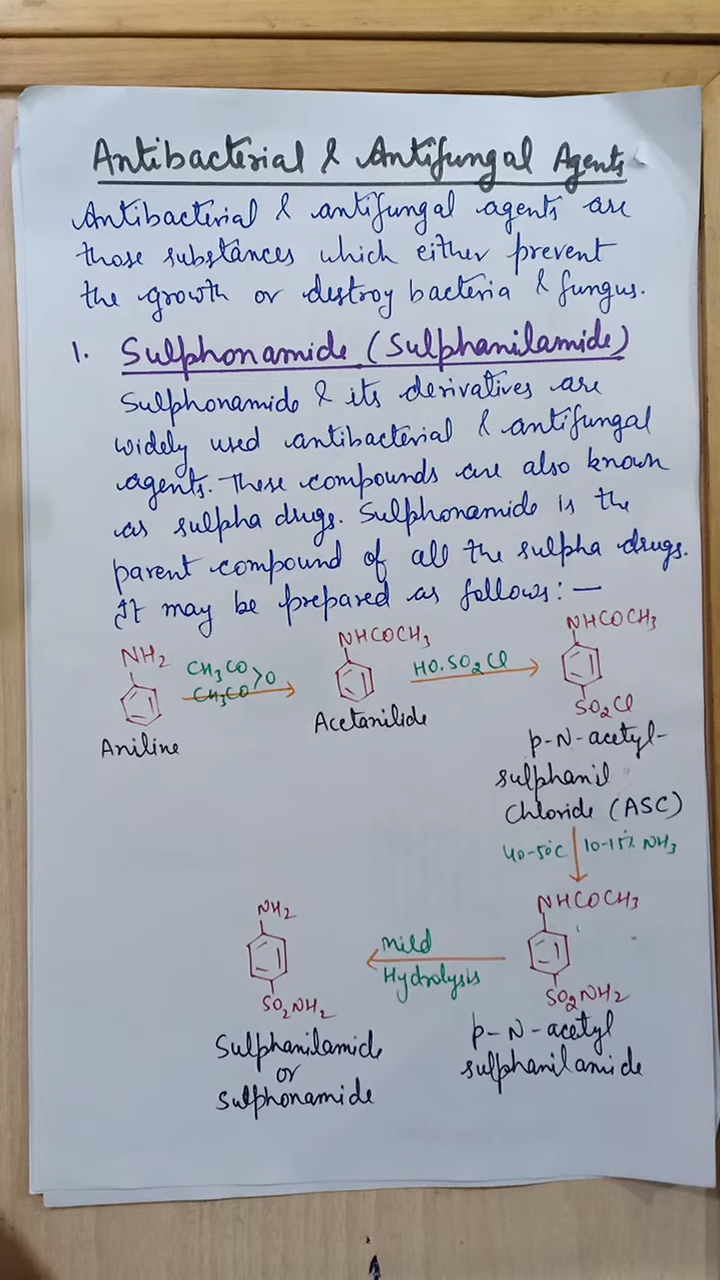 Antibacterial & Antifungal Agents
Antibacterial & antifungal agents are
those substances which either prevent
the growth or destroy bacteria & fungus.
1. Sulphonamide (Sulphanilamide)
Sulphonamide & its derivatives are
widely used antibacterial & antifungal
agents. These compounds are also known
as sulpha drugs. Sulphonamide is the
parent compound of all the sulpha drugs.
It may be prepared as follows: —
NH2
CH3CO
CH3CO >O
Aniline
NHCOCH3
Acetanilide
HO.SO2Cl
NHCOCH3
SO2Cl
p-N-acetyl-
sulphanil
Chloride (ASC)
40-50°C 10-15% NH3
NHCOCH3
SO2NH2
p-N-acetyl
sulphanilamide
Mild
Hydrolysis
NH2
SO2NH2
Sulphanilamide
or
Sulphonamide